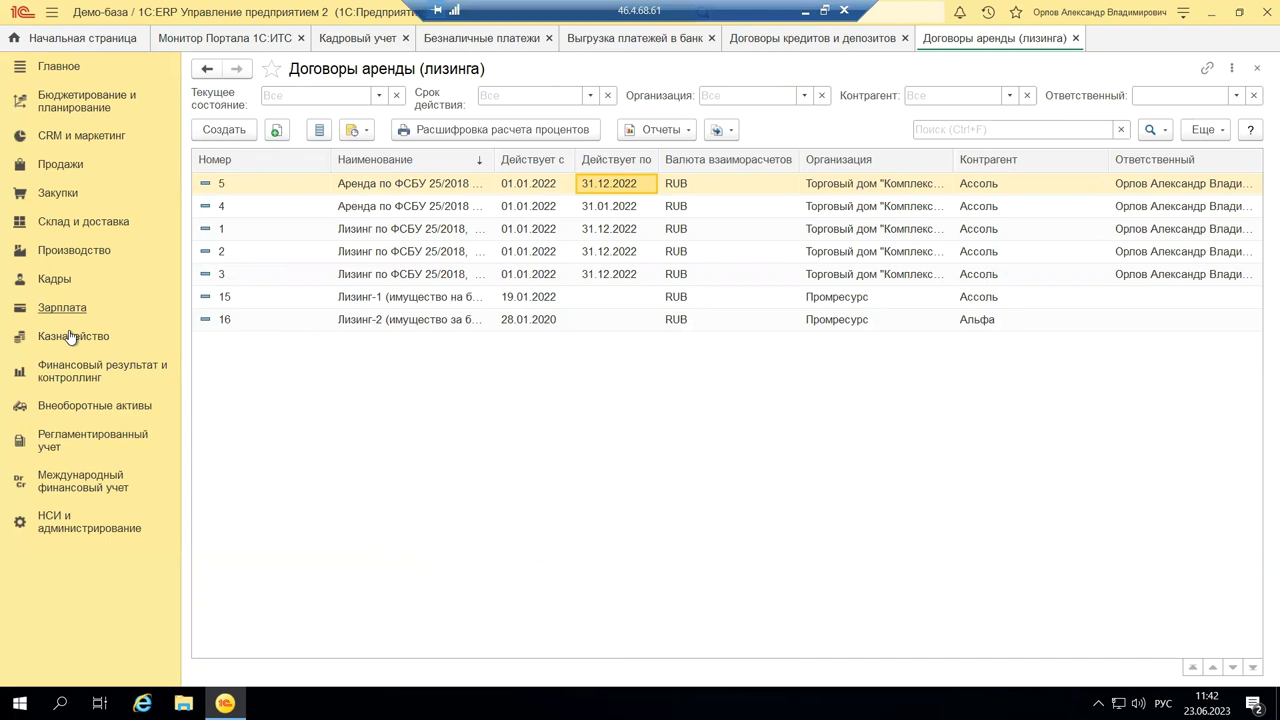 Демо-база / 1С:ERP Управление предприятием 2 (1С:Предприятие
46.4.68.61
Орлов Александр Владимирович
Начальная страница
Монитор Портала 1С:ИТС
Кадровый учет
Безналичные платежи
Выгрузка платежей в банк
Договоры кредитов и депозитов
Договоры аренды (лизинга)
Главное
Бюджетирование и
планирование
CRM и маркетинг
Продажи
Закупки
Склад и доставка
Производство
Кадры
Зарплата
Казначейство
Финансовый результат и
контроллинг
Внеоборотные активы
Регламентированный
учет
Международный
финансовый учет
НСИ и
администрирование
Договоры аренды (лизинга)
Текущее
состояние:
Все
Срок
действия:
Все
Организация:
Все
Контрагент:
Все
Ответственный:
Создать
Расшифровка расчета процентов
Отчеты
Поиск (Ctrl+F)
Еще
?
Номер Наименование Действует с Действует по Валюта взаиморасчетов Организация Контрагент Ответственный
5 Аренда по ФСБУ 25/2018 ... 01.01.2022 31.12.2022 RUB Торговый дом "Комплекс... Ассоль Орлов Александр Влади...
4 Аренда по ФСБУ 25/2018 ... 01.01.2022 31.01.2022 RUB Торговый дом "Комплекс... Ассоль Орлов Александр Влади...
1 Лизинг по ФСБУ 25/2018, ... 01.01.2022 31.12.2022 RUB Торговый дом "Комплекс... Ассоль Орлов Александр Влади...
2 Лизинг по ФСБУ 25/2018, ... 01.01.2022 31.12.2022 RUB Торговый дом "Комплекс... Ассоль Орлов Александр Влади...
3 Лизинг по ФСБУ 25/2018, ... 01.01.2022 31.12.2022 RUB Торговый дом "Комплекс... Ассоль Орлов Александр Влади...
15 Лизинг-1 (имущество на б... 19.01.2022 RUB Промресурс Ассоль
16 Лизинг-2 (имущество за б... 28.01.2020 RUB Промресурс Альфа
РУС
11:42
23.06.2023
2